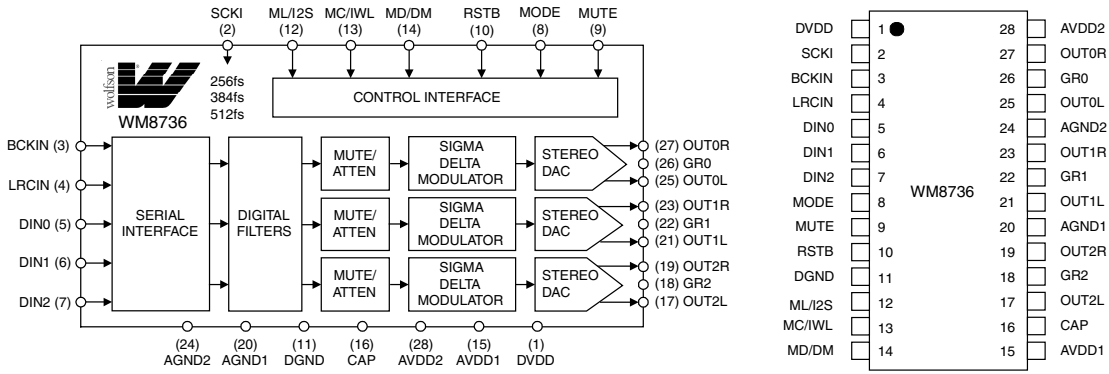 SCKI ML/I2S MC/IWL MD/DM RSTB MODE MUTE
(2) (12) (13) (14) (10) (8) (9)
wolfson
256fs
384fs
512fs
WM8736
CONTROL INTERFACE
BCKIN (3)
LRCIN (4)
DIN0 (5)
DIN1 (6)
DIN2 (7)
SERIAL
INTERFACE
DIGITAL
FILTERS
MUTE/
ATTEN
SIGMA
DELTA
MODULATOR
STEREO
DAC
(27) OUT0R
(26) GR0
(25) OUT0L
MUTE/
ATTEN
SIGMA
DELTA
MODULATOR
STEREO
DAC
(23) OUT1R
(22) GR1
(21) OUT1L
MUTE/
ATTEN
SIGMA
DELTA
MODULATOR
STEREO
DAC
(19) OUT2R
(18) GR2
(17) OUT2L
(24) (20) (11) (16) (28) (15) (1)
AGND2 AGND1 DGND CAP AVDD2 AVDD1 DVDD
DVDD 1 28 AVDD2
SCKI 2 27 OUT0R
BCKIN 3 26 GR0
LRCIN 4 25 OUT0L
DIN0 5 24 AGND2
DIN1 6 23 OUT1R
DIN2 7 22 GR1
WM8736
MODE 8 21 OUT1L
MUTE 9 20 AGND1
RSTB 10 19 OUT2R
DGND 11 18 GR2
ML/I2S 12 17 OUT2L
MC/IWL 13 16 CAP
MD/DM 14 15 AVDD1